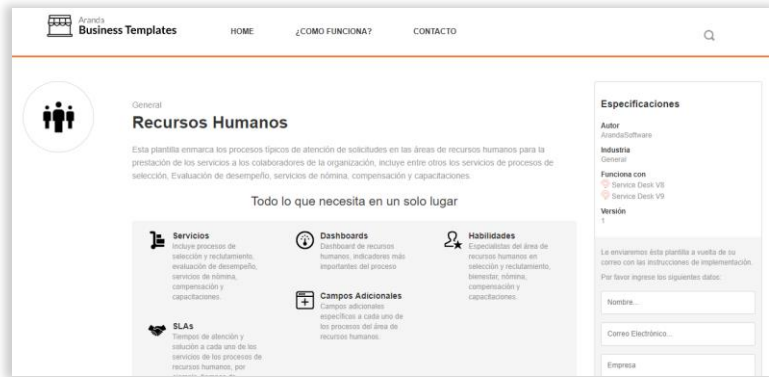 Aranda
Business Templates
HOME
¿COMO FUNCIONA?
CONTACTO
General
Recursos Humanos
Esta plantilla enmarca los procesos típicos de atención de solicitudes en las áreas de recursos humanos para la
prestación de los servicios a los colaboradores de la organización, incluye entre otros los servicios de procesos de
selección, Evaluación de desempeño, servicios de nómina, compensación y capacitaciones.
Todo lo que necesita en un solo lugar
Servicios
Incluye procesos de
selección y reclutamiento,
evaluación de desempeño,
servicios de nómina,
compensación y
capacitaciones.
SLAs
Tiempos de atención y
solución a cada uno de los
servicios de los procesos de
recursos humanos, por
Dashboards
Dashboard de recursos
humanos, indicadores más
importantes del proceso
Campos Adicionales
Campos adicionales
específicas a cada uno de
los procesos del área de
recursos humanos.
Habilidades
Especialistas del área de
recursos humanos en
selección y reclutamiento,
bienestar, nómina,
compensación y
capacitaciones.
Especificaciones
Autor
ArandaSoftware
Industria
General
Funciona con
Service Desk V8
Service Desk V9
Versión
1
Le enviaremos ésta plantilla a vuelta de su
correo con las instrucciones de implementación.
Por favor ingrese los siguientes datos:
Nombre...
Correo Electrónico...
Empresa